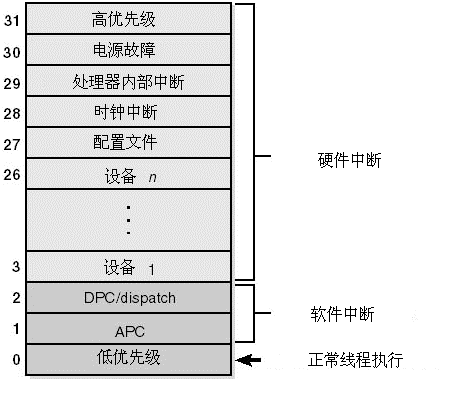 31 高优先级
30 电源故障
29 处理器内部中断
28 时钟中断
27 配置文件
26 设备 n
硬件中断
3 设备 1
2 DPC/dispatch
软件中断
1 APC
0 低优先级 正常线程执行